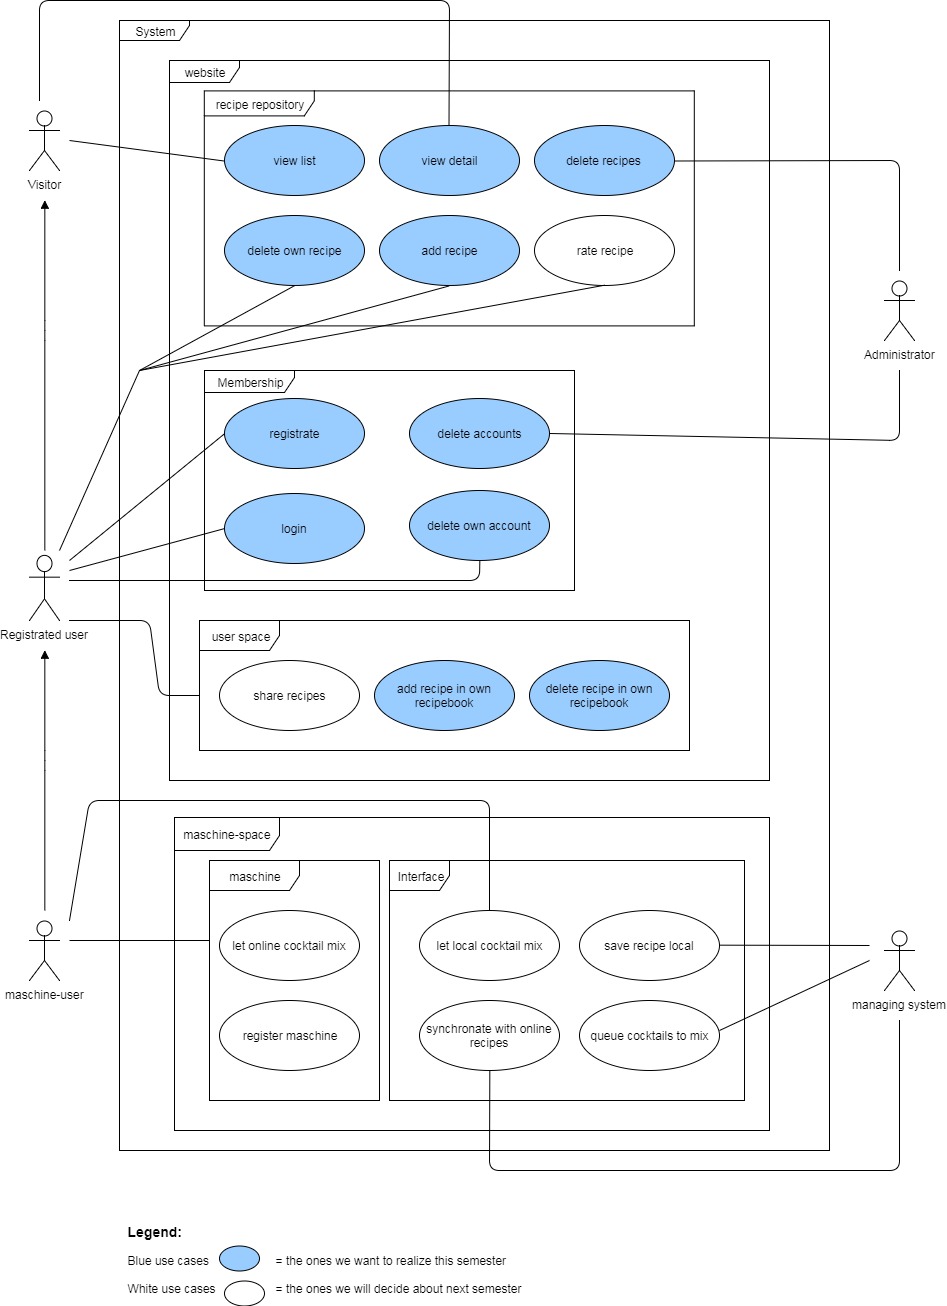 System
website
recipe repository
view list
view detail
delete recipes
Visitor
delete own recipe
add recipe
rate recipe
Administrator
Membership
registrate
delete accounts
login
delete own account
Registrated user
user space
share recipes
add recipe in own
recipebook
delete recipe in own
recipebook
maschine-space
maschine
Interface
let online cocktail mix
let local cocktail mix
save recipe local
maschine-user
managing system
register maschine
synchronate with online
recipes
queue cocktails to mix
Legend:
Blue use cases = the ones we want to realize this semester
White use cases = the ones we will decide about next semester